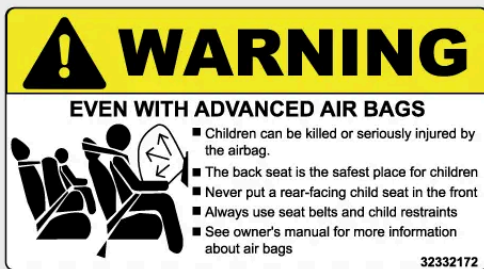 WARNING
EVEN WITH ADVANCED AIR BAGS
■ Children can be killed or seriously injured by
the airbag.
■ The back seat is the safest place for children
■ Never put a rear-facing child seat in the front
■ Always use seat belts and child restraints
■ See owner's manual for more information
about air bags
32332172